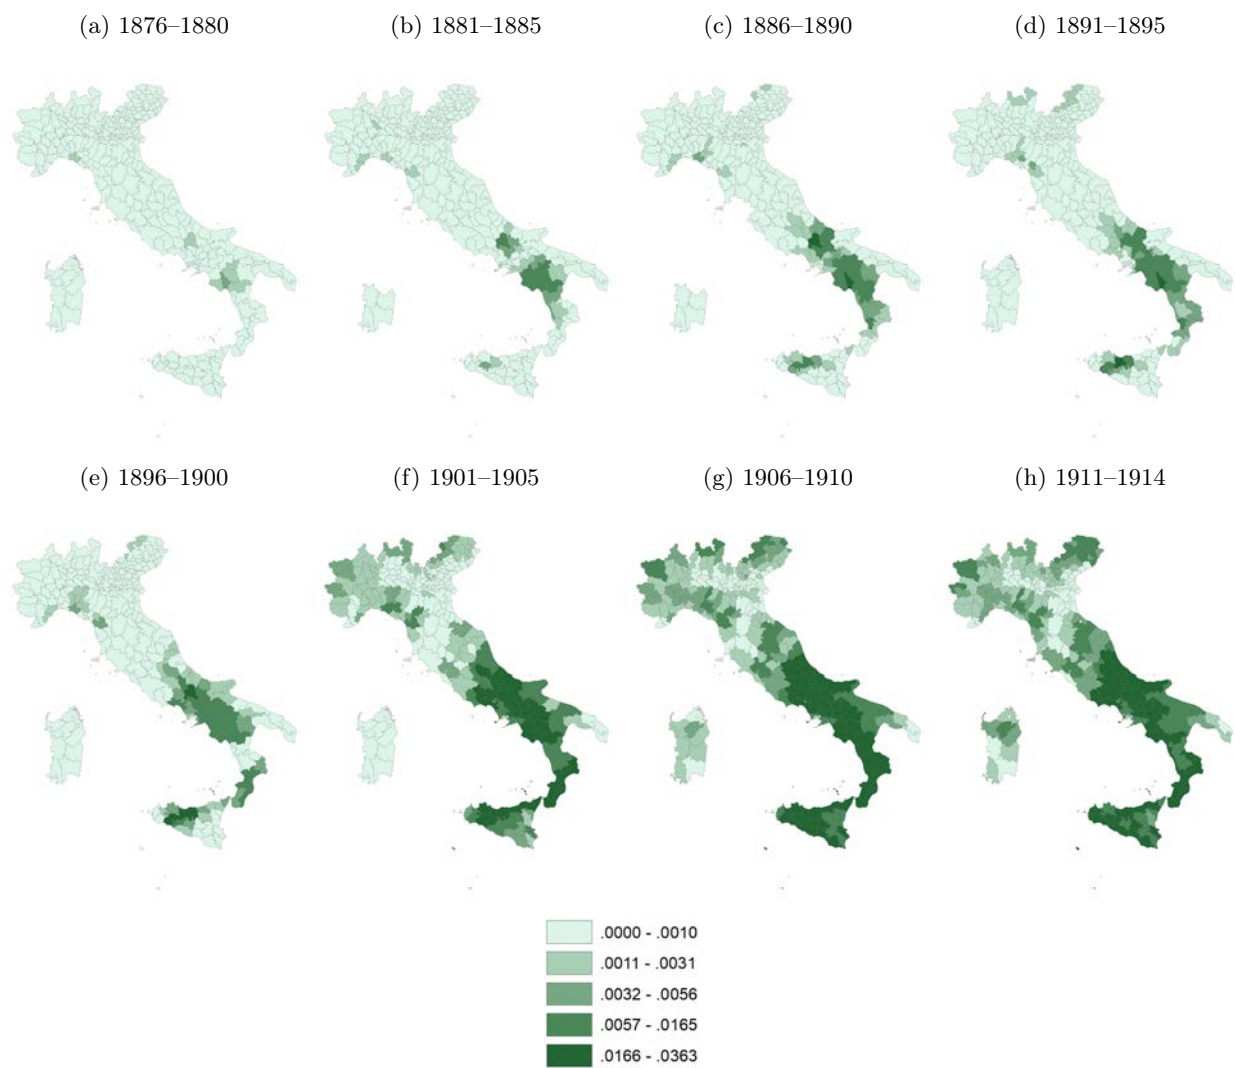 (a) 1876–1880
(b) 1881–1885
(c) 1886–1890
(d) 1891–1895
(e) 1896–1900
(f) 1901–1905
(g) 1906–1910
(h) 1911–1914
.0000 - .0010
.0011 - .0031
.0032 - .0056
.0057 - .0165
.0166 - .0363